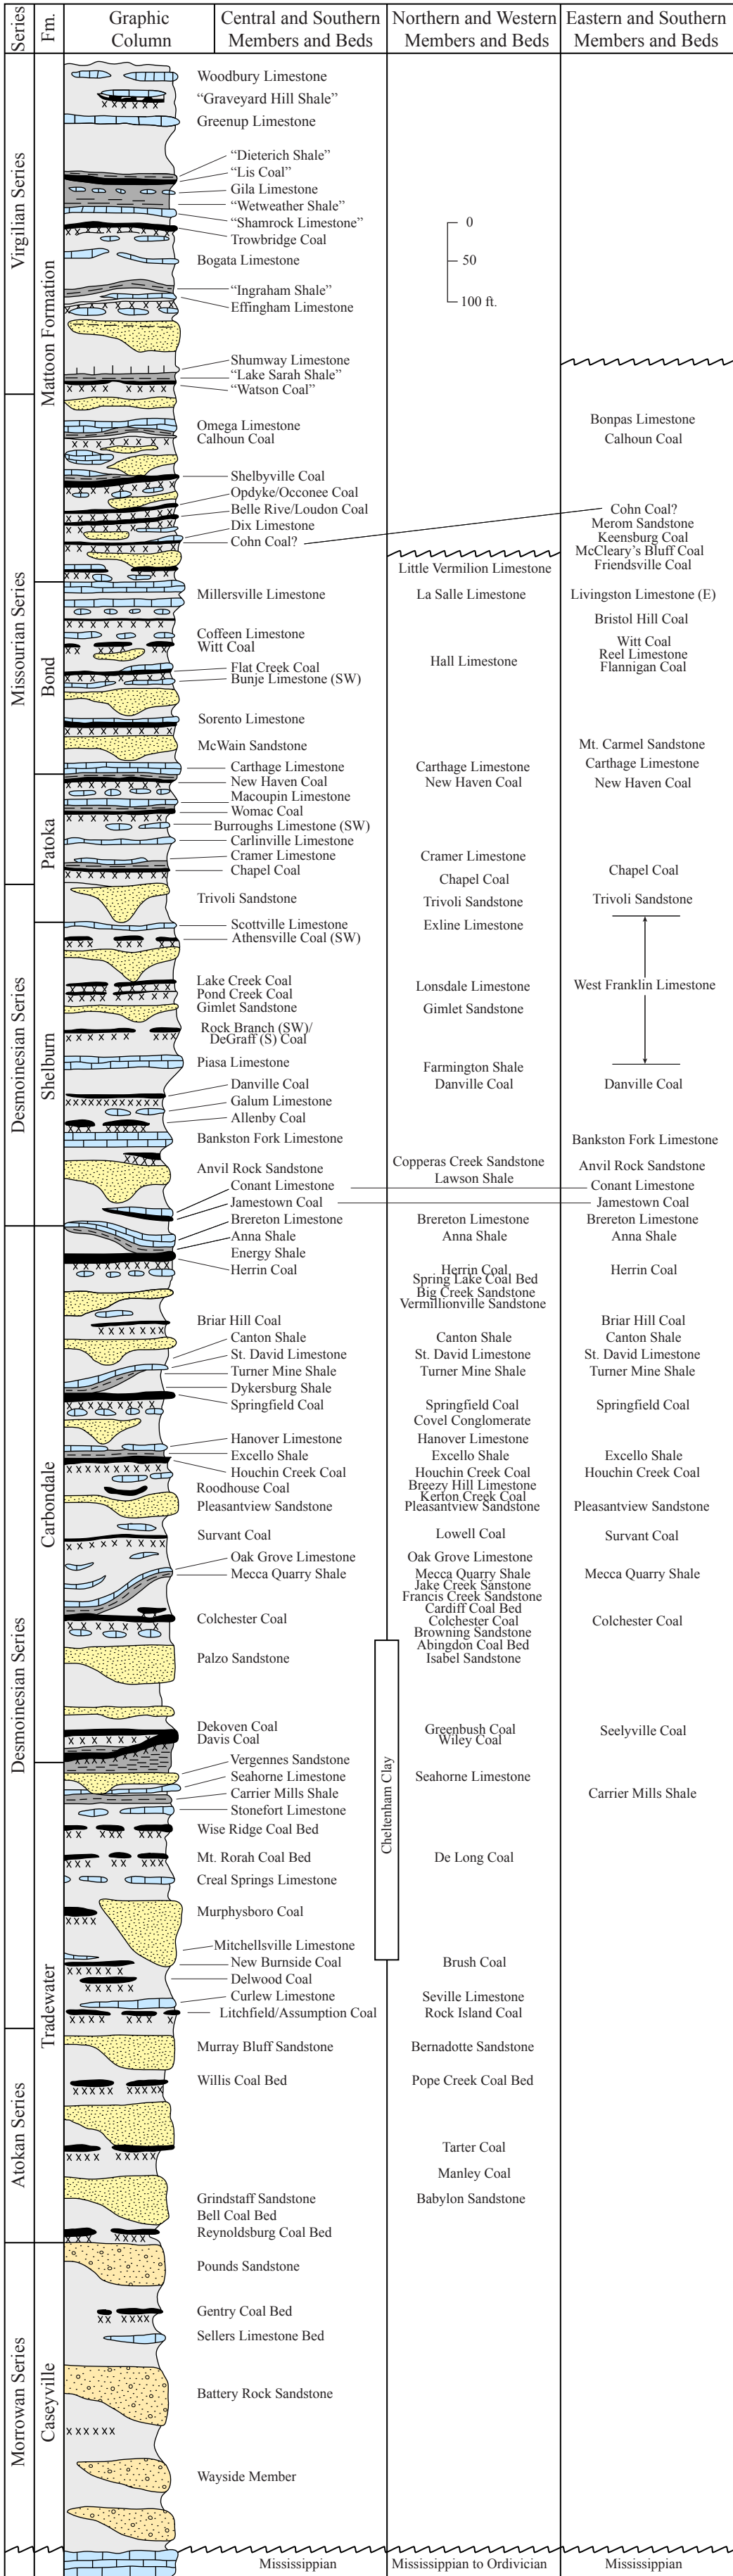 Series
Fm.
Graphic
Column
Central and Southern
Members and Beds
Northern and Western
Members and Beds
Eastern and Southern
Members and Beds
Virgilian Series
Missourian Series
Desmoinesian Series
Desmoinesian Series
Atokan Series
Morrowan Series
Mattoon Formation
Bond
Patoka
Shelburn
Carbondale
Tradewater
Caseyville
Woodbury Limestone
“Graveyard Hill Shale”
Greenup Limestone
“Dieterich Shale”
“Lis Coal”
Gila Limestone
“Wetweather Shale”
“Shamrock Limestone”
Trowbridge Coal
Bogata Limestone
“Ingraham Shale”
Effingham Limestone
Shumway Limestone
“Lake Sarah Shale”
“Watson Coal”
Omega Limestone
Calhoun Coal
Shelbyville Coal
Opdyke/Occonee Coal
Belle Rive/Loudon Coal
Dix Limestone
Cohn Coal?
Millersville Limestone
Coffeen Limestone
Witt Coal
Flat Creek Coal
Bunje Limestone (SW)
Sorento Limestone
McWain Sandstone
Carthage Limestone
New Haven Coal
Macoupin Limestone
Womac Coal
Burroughs Limestone (SW)
Carlinville Limestone
Cramer Limestone
Chapel Coal
Trivoli Sandstone
Scottville Limestone
Athensville Coal (SW)
Lake Creek Coal
Pond Creek Coal
Gimlet Sandstone
Rock Branch (SW)/
DeGraff (S) Coal
Piasa Limestone
Danville Coal
Galum Limestone
Allenby Coal
Bankston Fork Limestone
Anvil Rock Sandstone
Conant Limestone
Jamestown Coal
Brereton Limestone
Anna Shale
Energy Shale
Herrin Coal
Briar Hill Coal
Canton Shale
St. David Limestone
Turner Mine Shale
Dykersburg Shale
Springfield Coal
Hanover Limestone
Excello Shale
Houchin Creek Coal
Roodhouse Coal
Pleasantview Sandstone
Survant Coal
Oak Grove Limestone
Mecca Quarry Shale
Colchester Coal
Palzo Sandstone
Dekoven Coal
Davis Coal
Vergennes Sandstone
Seahorne Limestone
Carrier Mills Shale
Stonefort Limestone
Wise Ridge Coal Bed
Mt. Rorah Coal Bed
Creal Springs Limestone
Murphysboro Coal
Mitchellsville Limestone
New Burnside Coal
Delwood Coal
Curlew Limestone
Litchfield/Assumption Coal
Murray Bluff Sandstone
Willis Coal Bed
Grindstaff Sandstone
Bell Coal Bed
Reynoldsburg Coal Bed
Pounds Sandstone
Gentry Coal Bed
Sellers Limestone Bed
Battery Rock Sandstone
Wayside Member
Mississippian
0
50
100 ft.
Little Vermilion Limestone
La Salle Limestone
Hall Limestone
Carthage Limestone
New Haven Coal
Cramer Limestone
Chapel Coal
Trivoli Sandstone
Exline Limestone
Lonsdale Limestone
Gimlet Sandstone
Farmington Shale
Danville Coal
Copperas Creek Sandstone
Lawson Shale
Brereton Limestone
Anna Shale
Herrin Coal
Spring Lake Coal Bed
Big Creek Sandstone
Vermillionville Sandstone
Canton Shale
St. David Limestone
Turner Mine Shale
Springfield Coal
Covel Conglomerate
Hanover Limestone
Excello Shale
Houchin Creek Coal
Breezy Hill Limestone
Kerton Creek Coal
Pleasantview Sandstone
Lowell Coal
Oak Grove Limestone
Mecca Quarry Shale
Jake Creek Sanstone
Francis Creek Sandstone
Cardiff Coal Bed
Colchester Coal
Browning Sandstone
Abingdon Coal Bed
Isabel Sandstone
Cheltenham Clay
Greenbush Coal
Wiley Coal
Seahorne Limestone
De Long Coal
Brush Coal
Seville Limestone
Rock Island Coal
Bernadotte Sandstone
Pope Creek Coal Bed
Tarter Coal
Manley Coal
Babylon Sandstone
Mississippian to Ordivician
Bonpas Limestone
Calhoun Coal
Cohn Coal?
Merom Sandstone
Keensburg Coal
McCleary’s Bluff Coal
Friendsville Coal
Livingston Limestone (E)
Bristol Hill Coal
Witt Coal
Reel Limestone
Flannigan Coal
Mt. Carmel Sandstone
Carthage Limestone
New Haven Coal
Chapel Coal
Trivoli Sandstone
West Franklin Limestone
Danville Coal
Bankston Fork Limestone
Anvil Rock Sandstone
Conant Limestone
Jamestown Coal
Brereton Limestone
Anna Shale
Herrin Coal
Briar Hill Coal
Canton Shale
St. David Limestone
Turner Mine Shale
Springfield Coal
Excello Shale
Houchin Creek Coal
Pleasantview Sandstone
Survant Coal
Mecca Quarry Shale
Colchester Coal
Seelyville Coal
Carrier Mills Shale
Mississippian